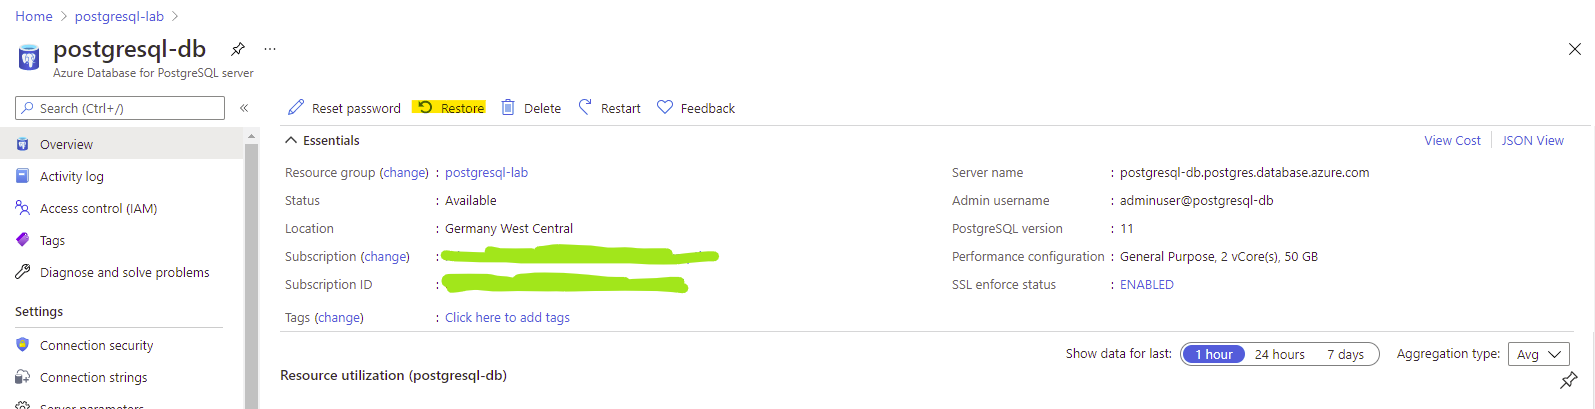 Home > postgresql-lab >
postgresql-db ...
Azure Database for PostgreSQL server
Search (Ctrl+/) «
Overview
Activity log
Access control (IAM)
Tags
Diagnose and solve problems
Settings
Connection security
Connection strings
Server parameters
Reset password Restore Delete Restart Feedback
Essentials View Cost JSON View
Resource group (change) : postgresql-lab
Status : Available
Location : Germany West Central
Subscription (change) :
Subscription ID :
Tags (change) : Click here to add tags
Server name : postgresql-db.postgres.database.azure.com
Admin username : adminuser@postgresql-db
PostgreSQL version : 11
Performance configuration : General Purpose, 2 vCore(s), 50 GB
SSL enforce status : ENABLED
Show data for last: 1 hour 24 hours 7 days Aggregation type: Avg
Resource utilization (postgresql-db)